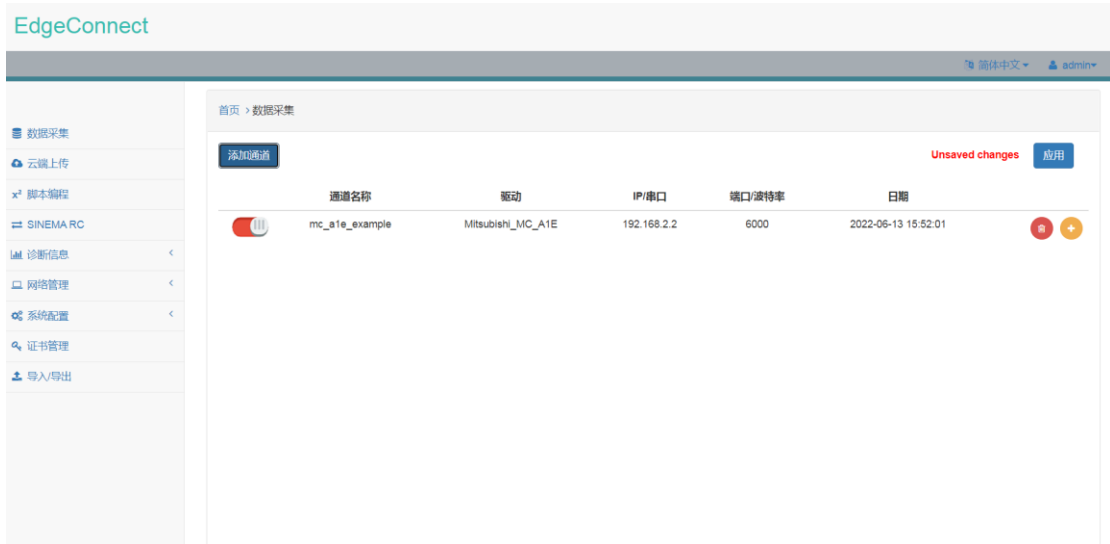 EdgeConnect
简体中文 admin
首页 › 数据采集
数据采集
云端上传
脚本编程
SINEMA RC
诊断信息
网络管理
系统配置
证书管理
导入/导出
添加通道 Unsaved changes 应用
通道名称 驱动 IP/串口 端口/波特率 日期
mc_a1e_example Mitsubishi_MC_A1E 192.168.2.2 6000 2022-06-13 15:52:01